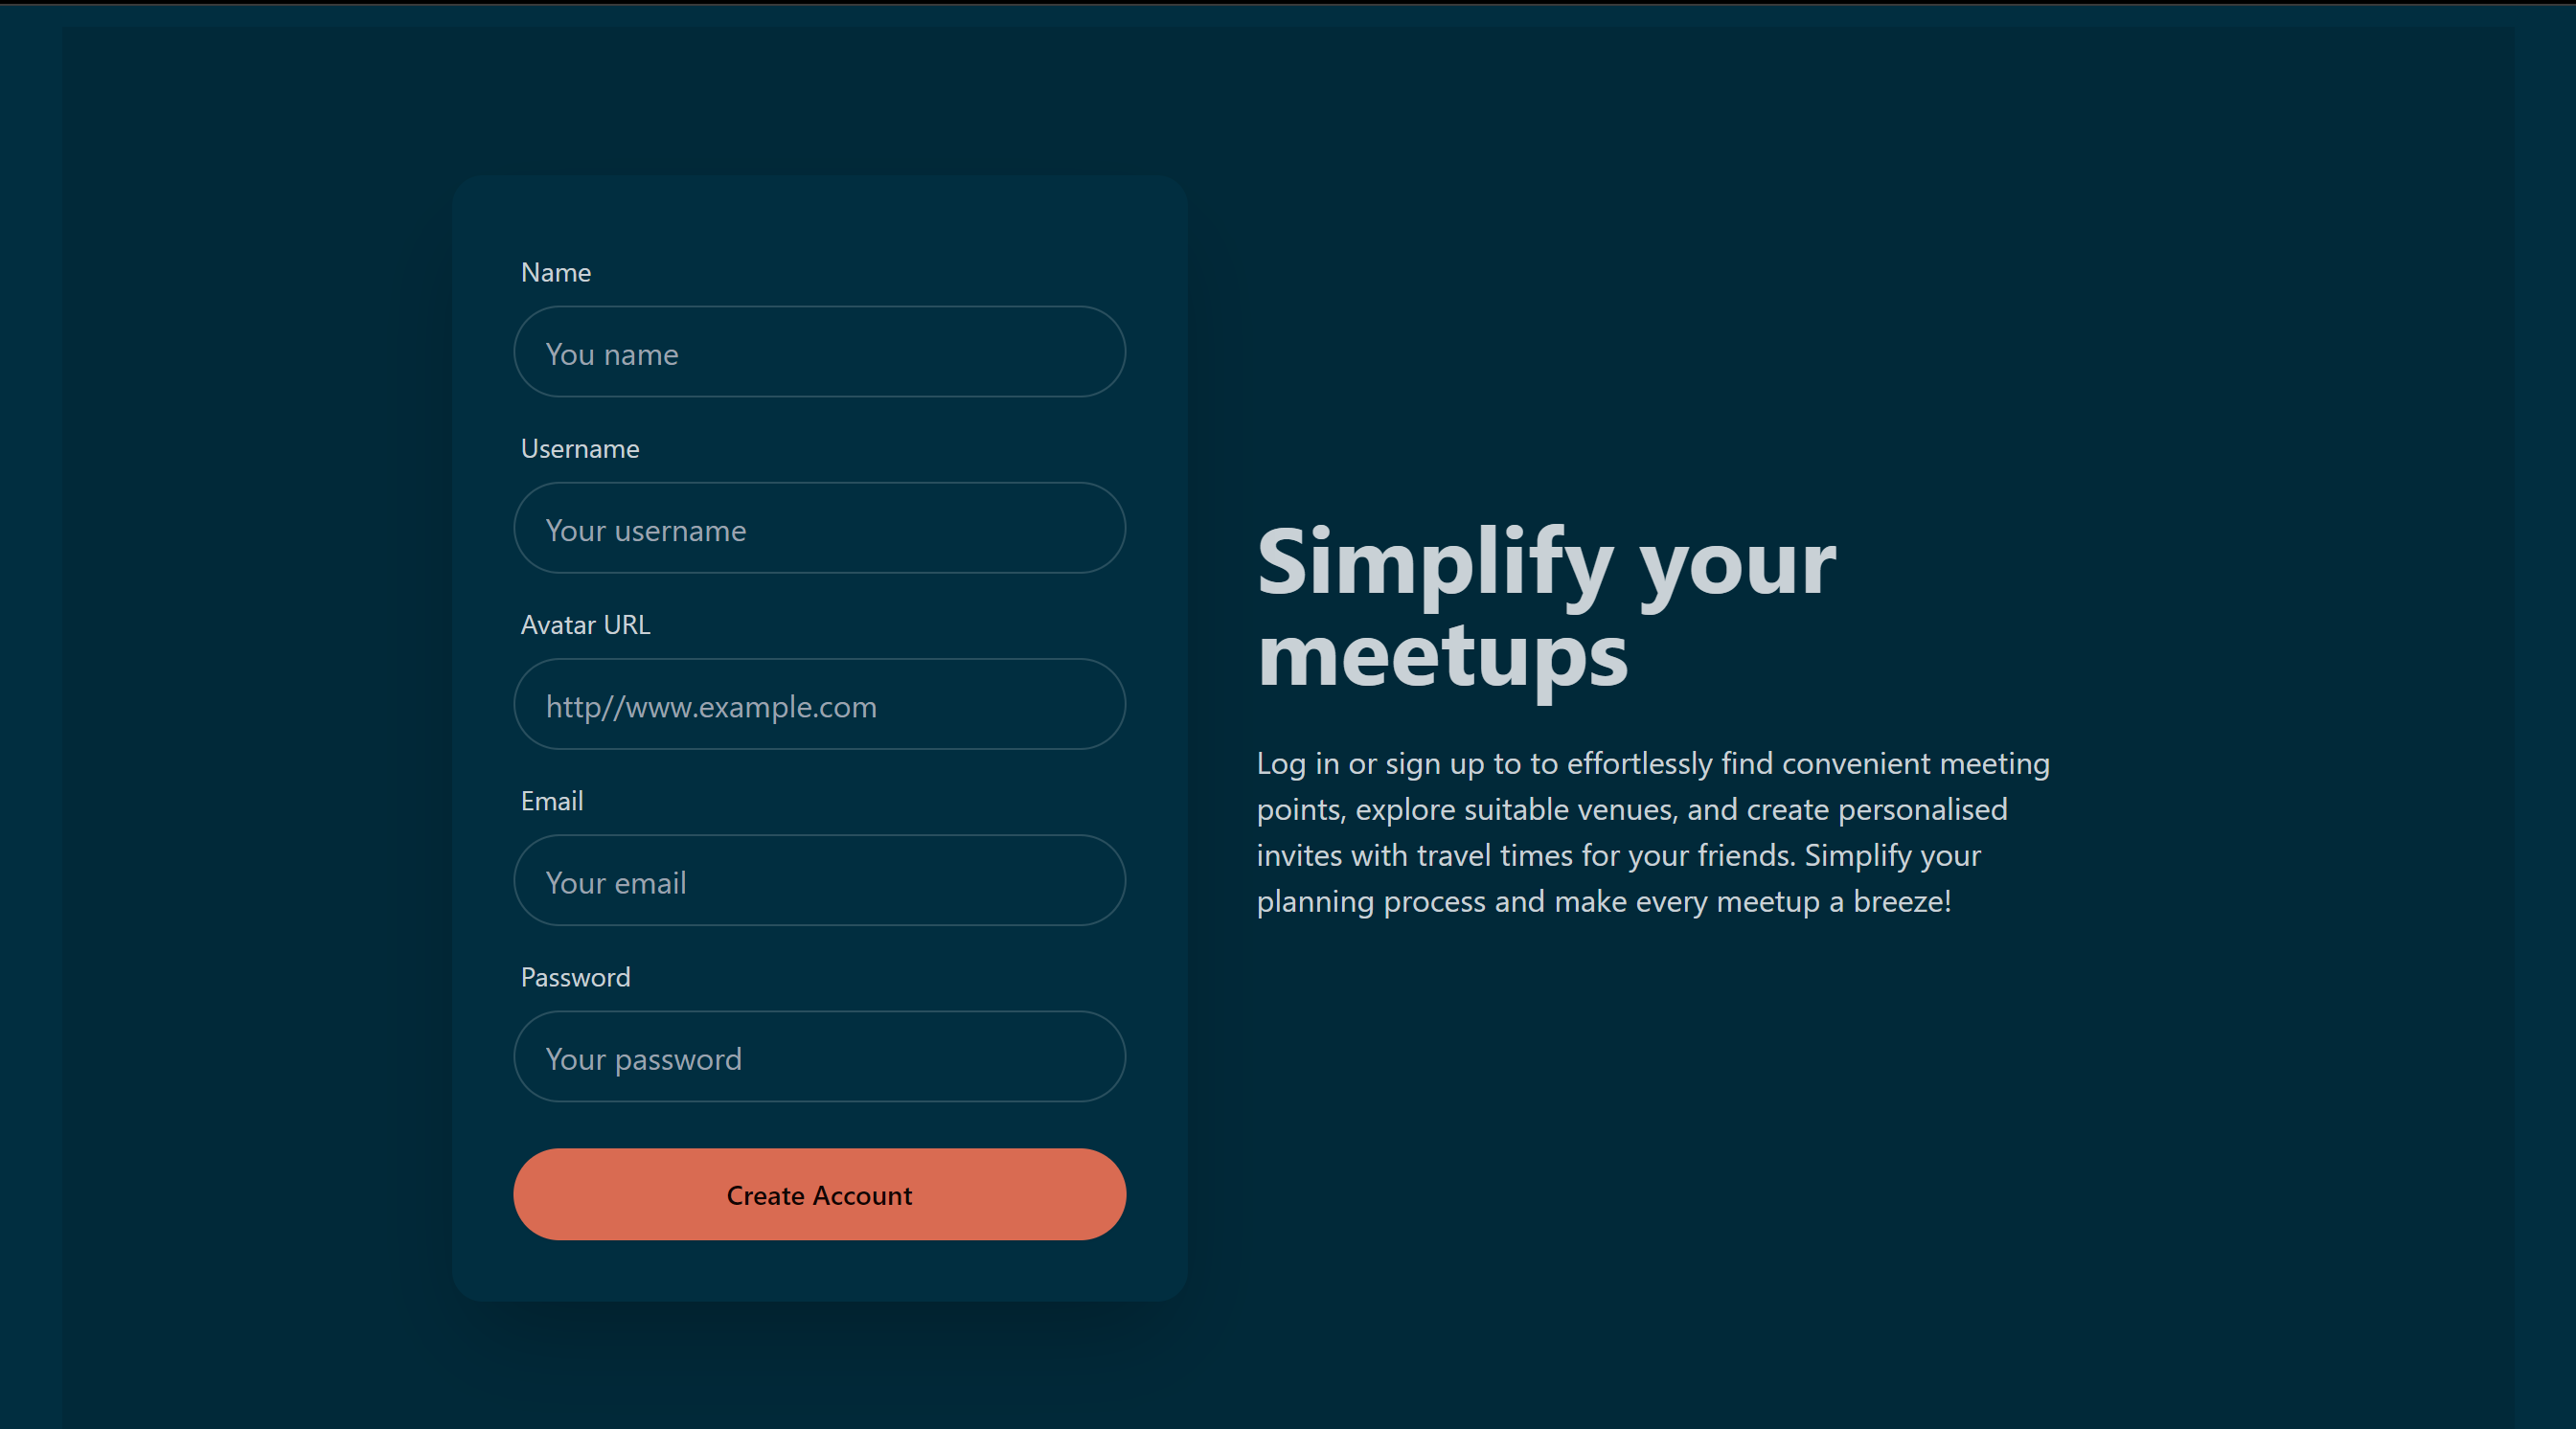 Name
You name
Username
Your username
Avatar URL
http//www.example.com
Email
Your email
Password
Your password
Create Account
Simplify your
meetups
Log in or sign up to to effortlessly find convenient meeting
points, explore suitable venues, and create personalised
invites with travel times for your friends. Simplify your
planning process and make every meetup a breeze!